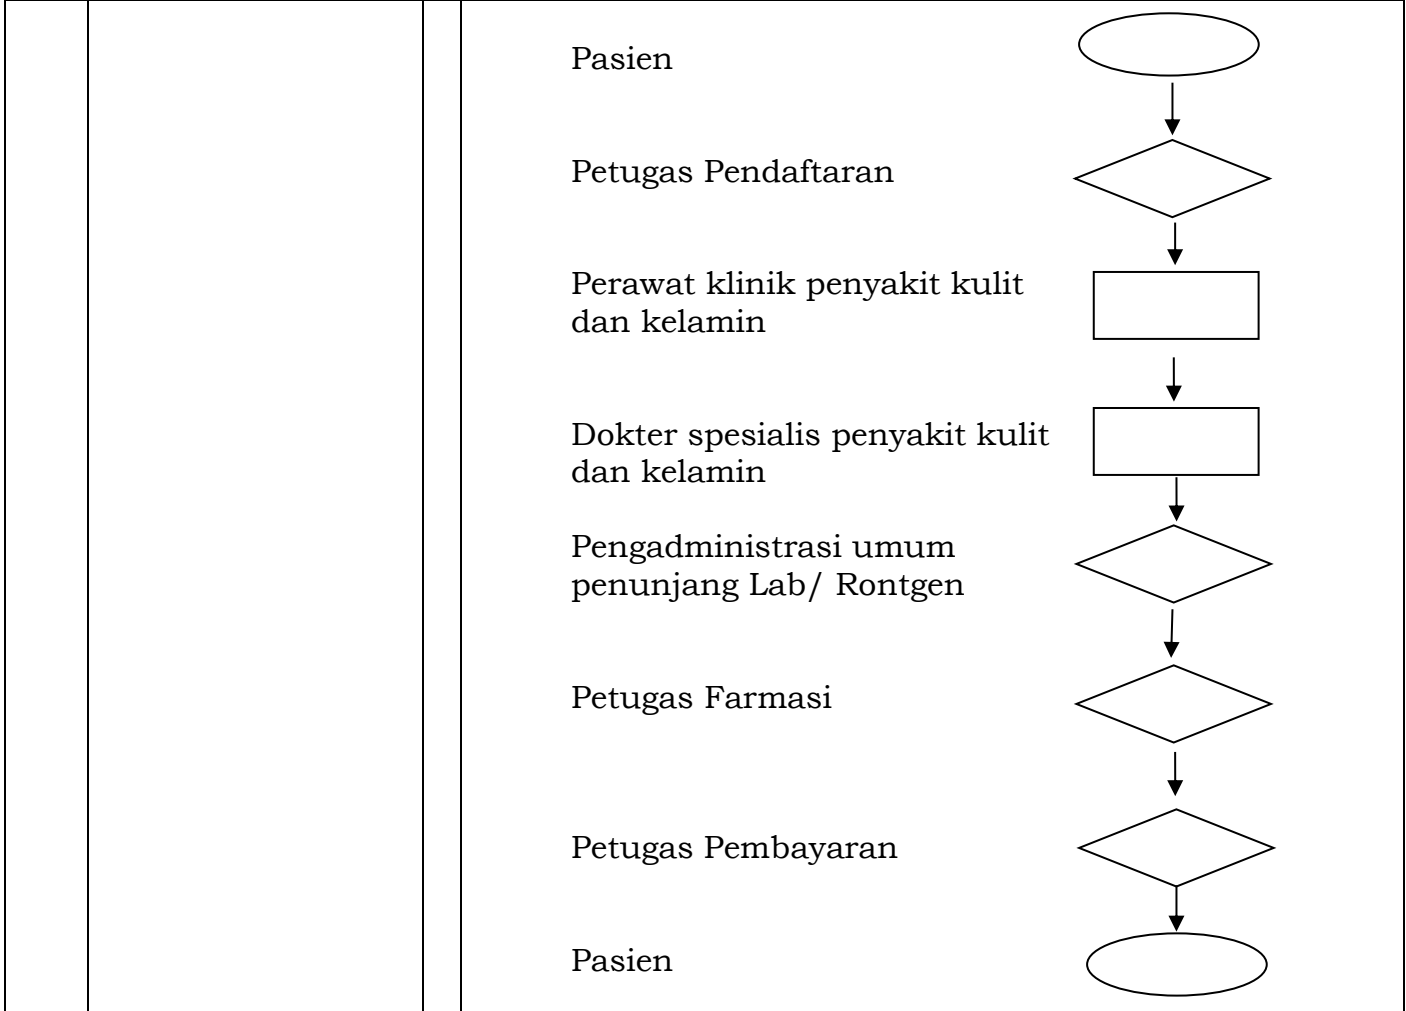 Pasien
Petugas Pendaftaran
Perawat klinik penyakit kulit
dan kelamin
Dokter spesialis penyakit kulit
dan kelamin
Pengadministrasi umum
penunjang Lab/ Rontgen
Petugas Farmasi
Petugas Pembayaran
Pasien